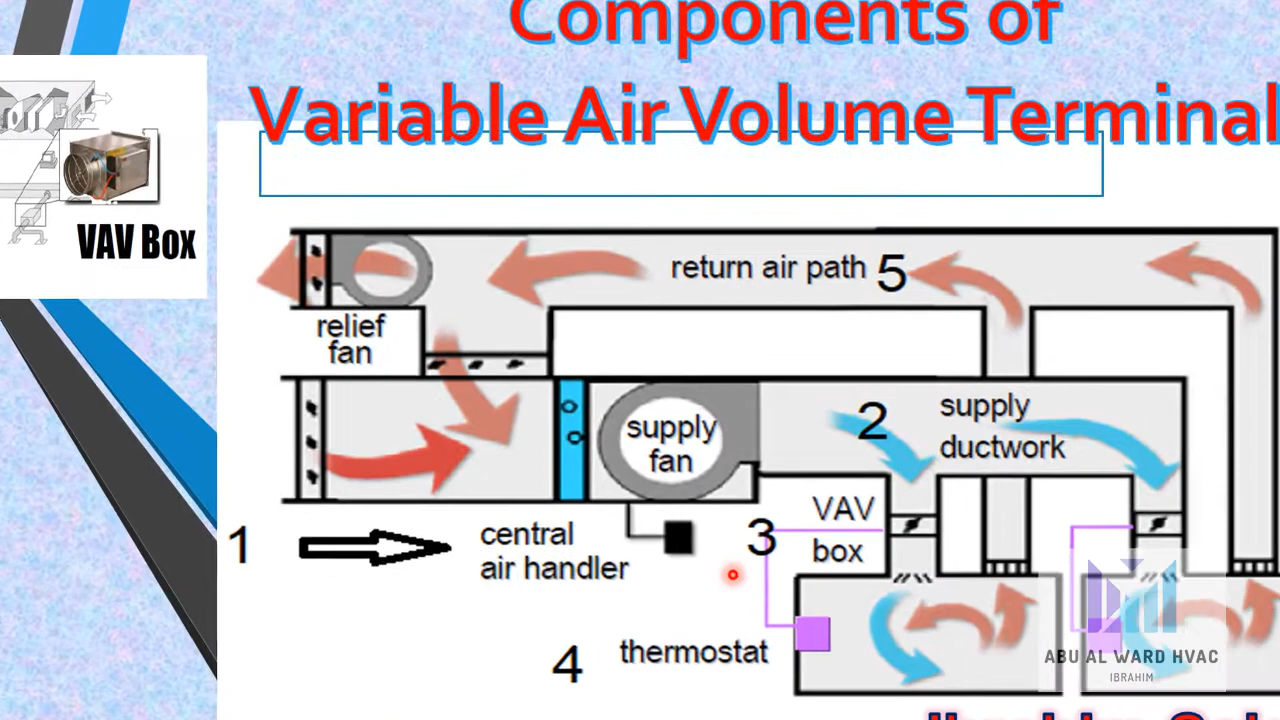 Components of
Variable Air Volume Terminal
VAV Box
return air path 5
relief
fan
supply
fan
2
supply
ductwork
1
central
air handler
3
VAV
box
4
thermostat
ABU AL WARD HVAC
IBRAHIM